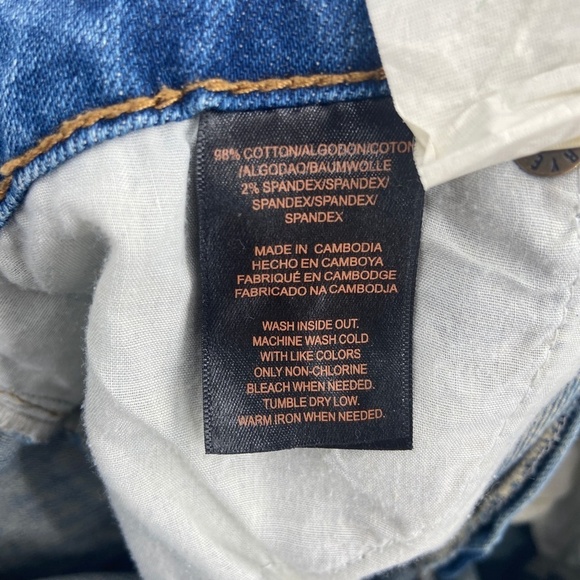 98% COTTON/ALGODON/COTON
/ALGODAO/BAUMWOLLE
2% SPANDEX/SPANDEX/
SPANDEX/SPANDEX/
SPANDEX
MADE IN CAMBODIA
HECHO EN CAMBOYA
FABRIQUÉ EN CAMBODGE
FABRICADO NA CAMBODJA
WASH INSIDE OUT.
MACHINE WASH COLD
WITH LIKE COLORS
ONLY NON-CHLORINE
BLEACH WHEN NEEDED.
TUMBLE DRY LOW.
WARM IRON WHEN NEEDED.